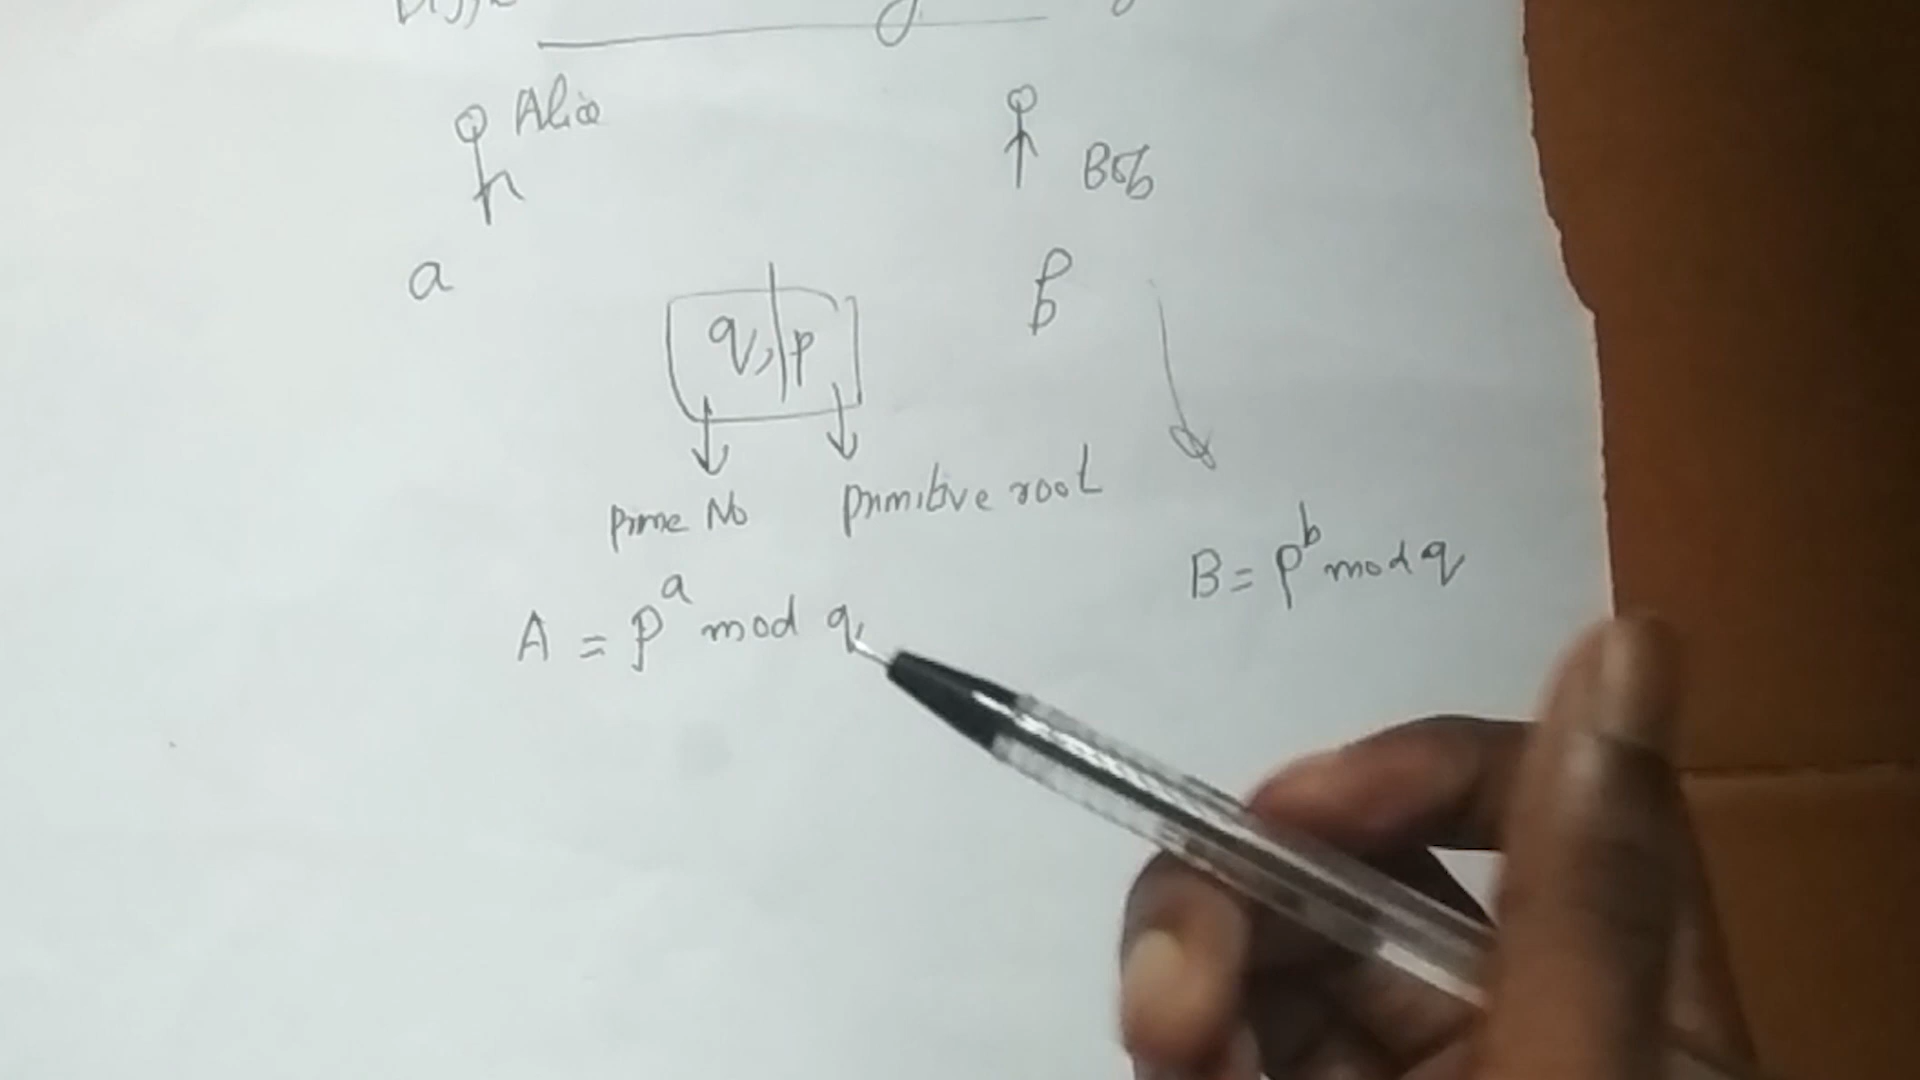 Alice
Bob
a
b
q, p
prime No
primitive root
B = p^b mod q
A = p^a mod q